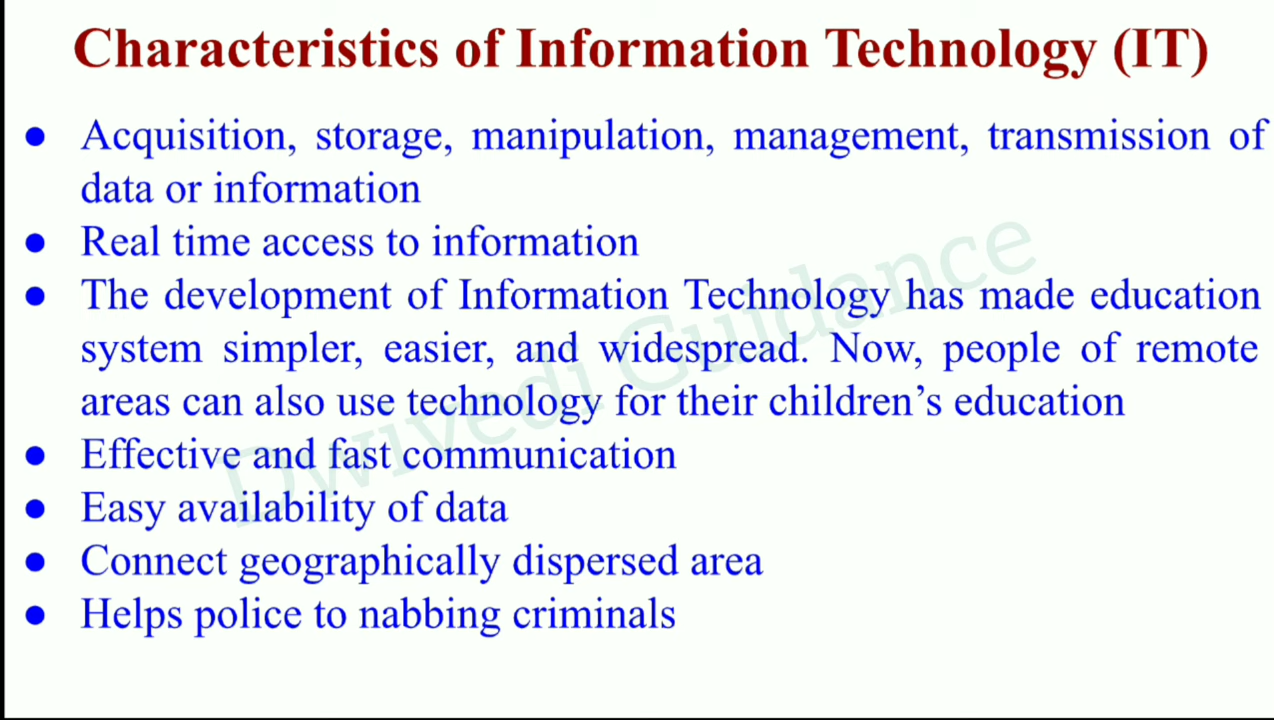 Characteristics of Information Technology (IT)
● Acquisition, storage, manipulation, management, transmission of
data or information
● Real time access to information
● The development of Information Technology has made education
system simpler, easier, and widespread. Now, people of remote
areas can also use technology for their children’s education
● Effective and fast communication
● Easy availability of data
● Connect geographically dispersed area
● Helps police to nabbing criminals
Dwivedi Guidance